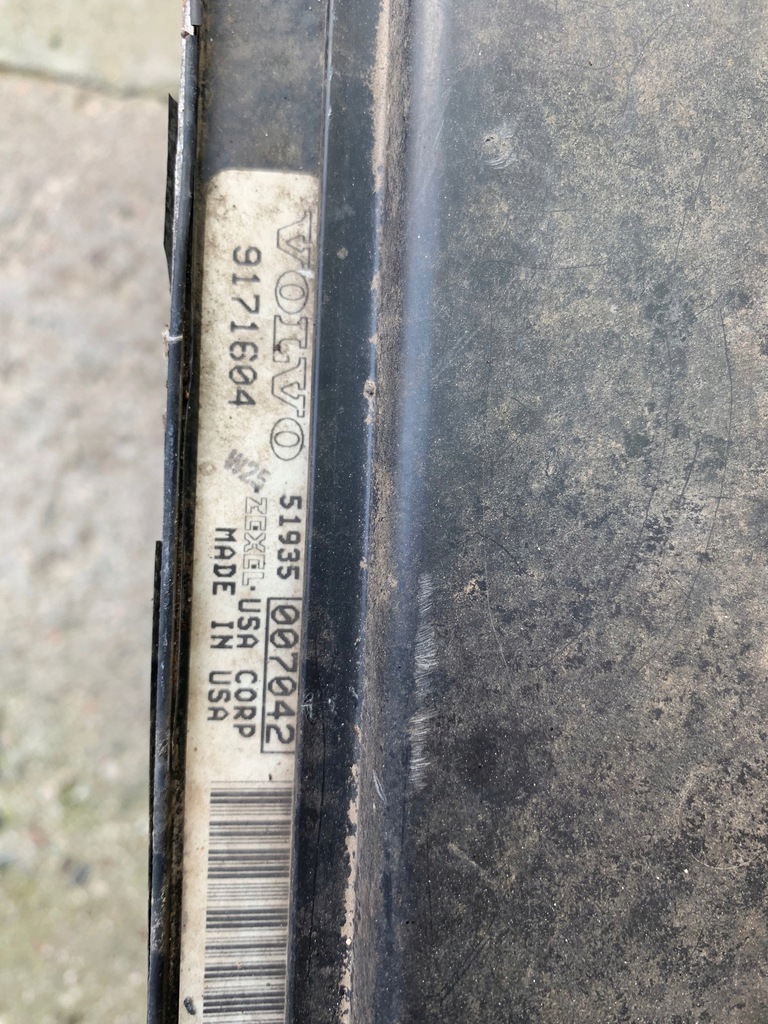 VOLVO
9171604
W25
51935 007042
ZEXEL USA CORP
MADE IN USA